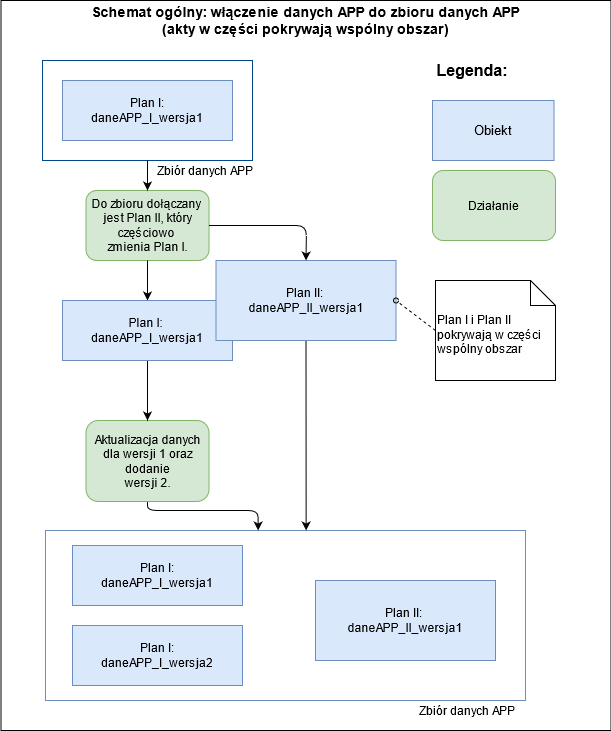 Schemat ogólny: włączenie danych APP do zbioru danych APP
(akty w części pokrywają wspólny obszar)
Legenda:
Plan I:
daneAPP_I_wersja1
Obiekt
Zbiór danych APP
Do zbioru dołączany
jest Plan II, który
częściowo
zmienia Plan I.
Działanie
Plan II:
daneAPP_II_wersja1
Plan I:
daneAPP_I_wersja1
Plan I i Plan II
pokrywają w części
wspólny obszar
Aktualizacja danych
dla wersji 1 oraz
dodanie
wersji 2.
Plan I:
daneAPP_I_wersja1
Plan II:
daneAPP_II_wersja1
Plan I:
daneAPP_I_wersja2
Zbiór danych APP